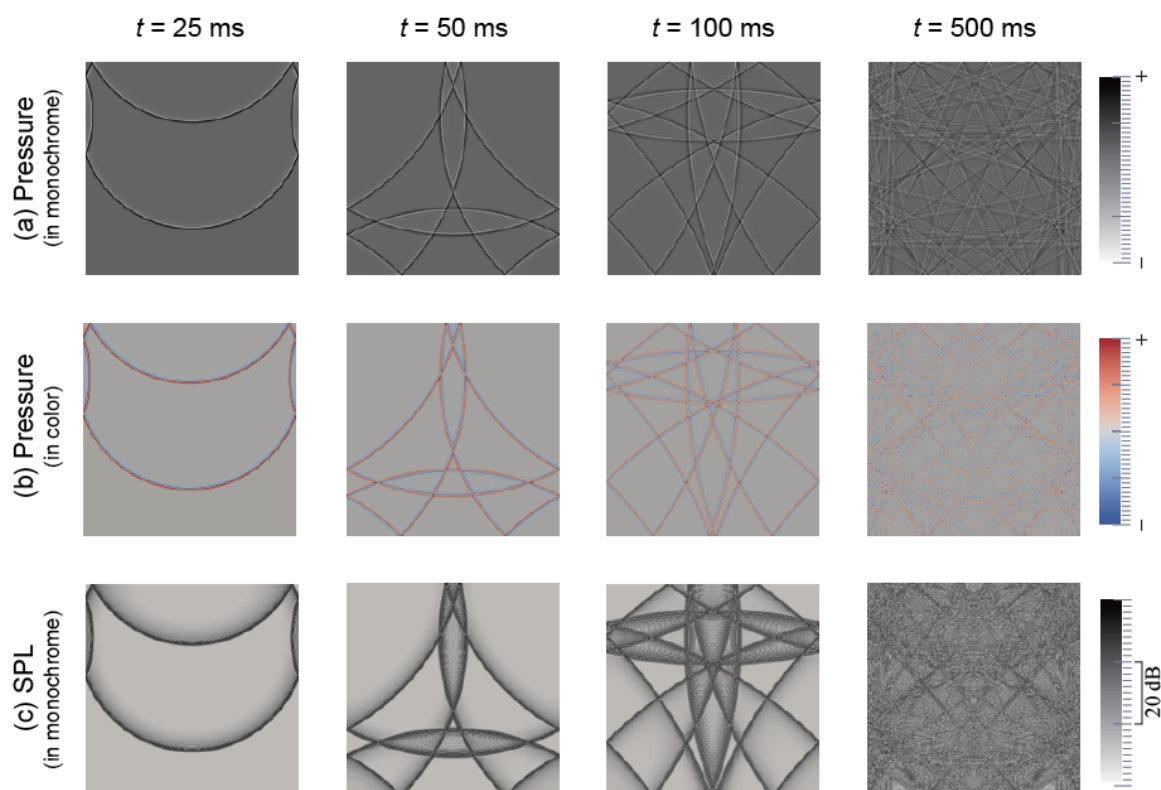 t = 25 ms
t = 50 ms
t = 100 ms
t = 500 ms
(a) Pressure
(in monochrome)
+
−
(b) Pressure
(in color)
+
−
(c) SPL
(in monochrome)
20 dB